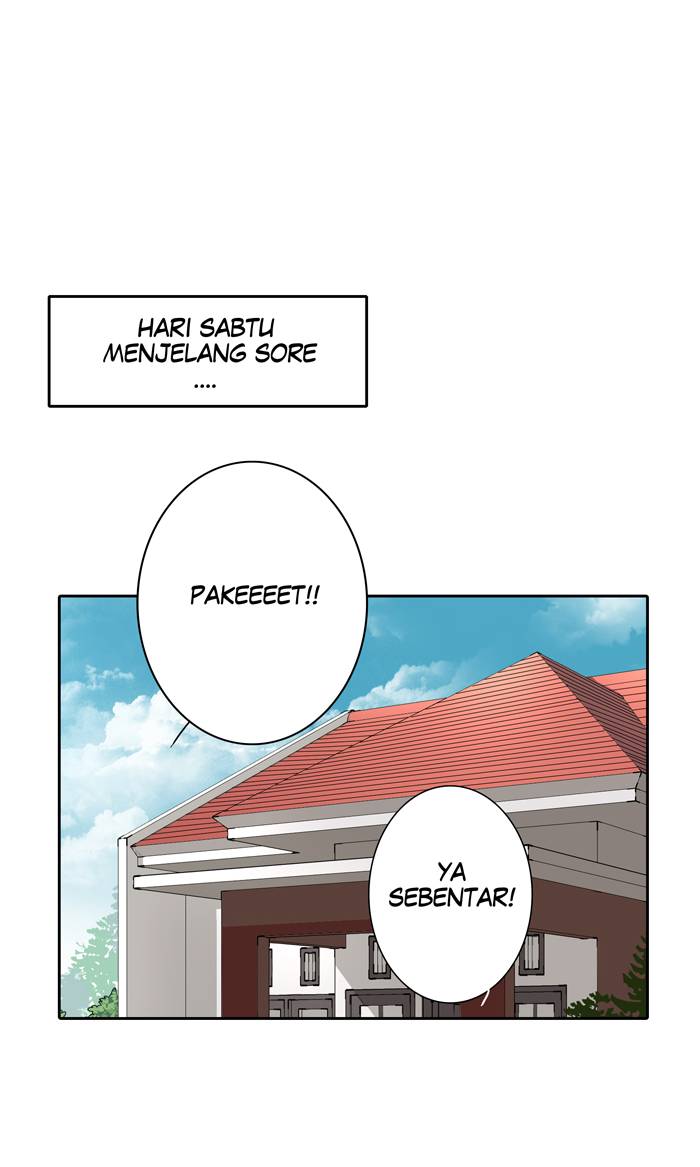 HARI SABTU
MENJELANG SORE
....
PAKEEEET!!
YA
SEBENTAR!